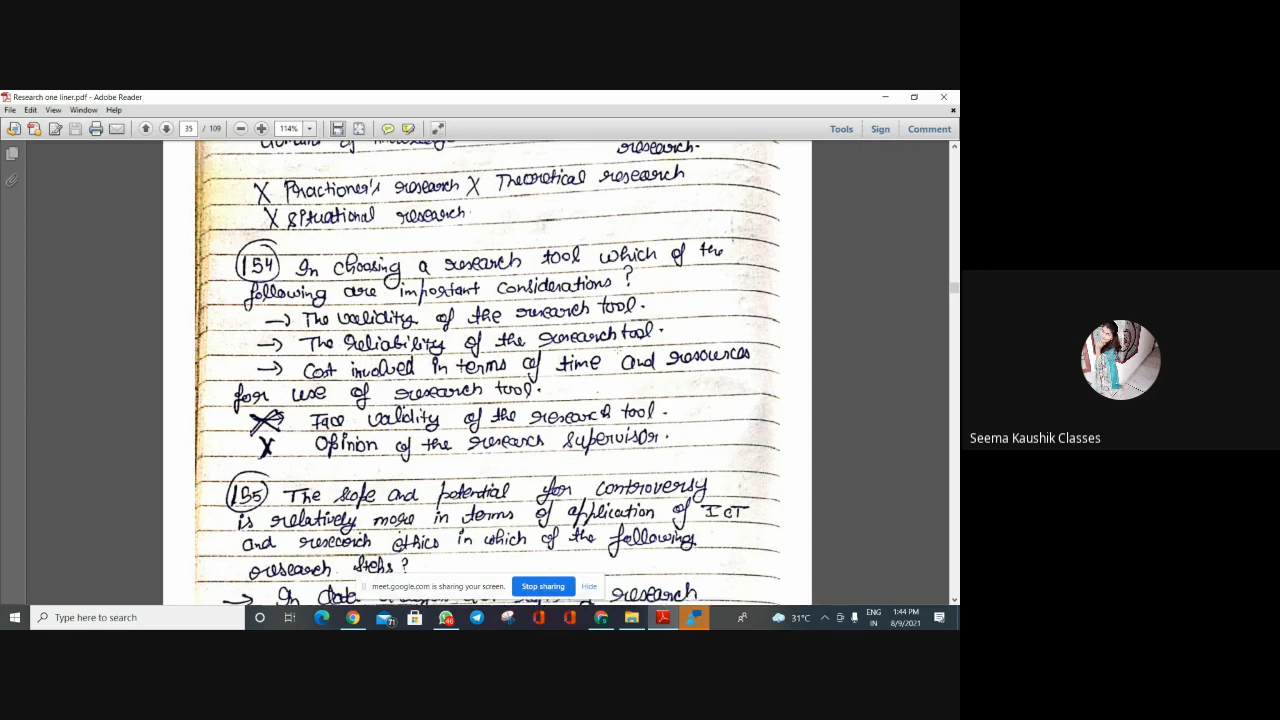 Research one liner.pdf - Adobe Reader
File Edit View Window Help
35 / 109 114% Tools Sign Comment
of
research.
X Practioner's research X Theoretical research
X Situational research.
154 In choosing a research tool which of the
following are important considerations?
→ The validity of the research tool.
→ The reliability of the research tool.
→ Cost involved in terms of time and resources
for use of research tool.
X Face validity of the research tool.
X Opinion of the research supervisor.
155 The sope and potential for controversy
is relatively more in terms of application of ICT
and research ethics in which of the following
research steps?
meet.google.com is sharing your screen. Stop sharing Hide
→ In data research
Seema Kaushik Classes
Type here to search
71
31°C
ENG
IN
1:44 PM
8/9/2021